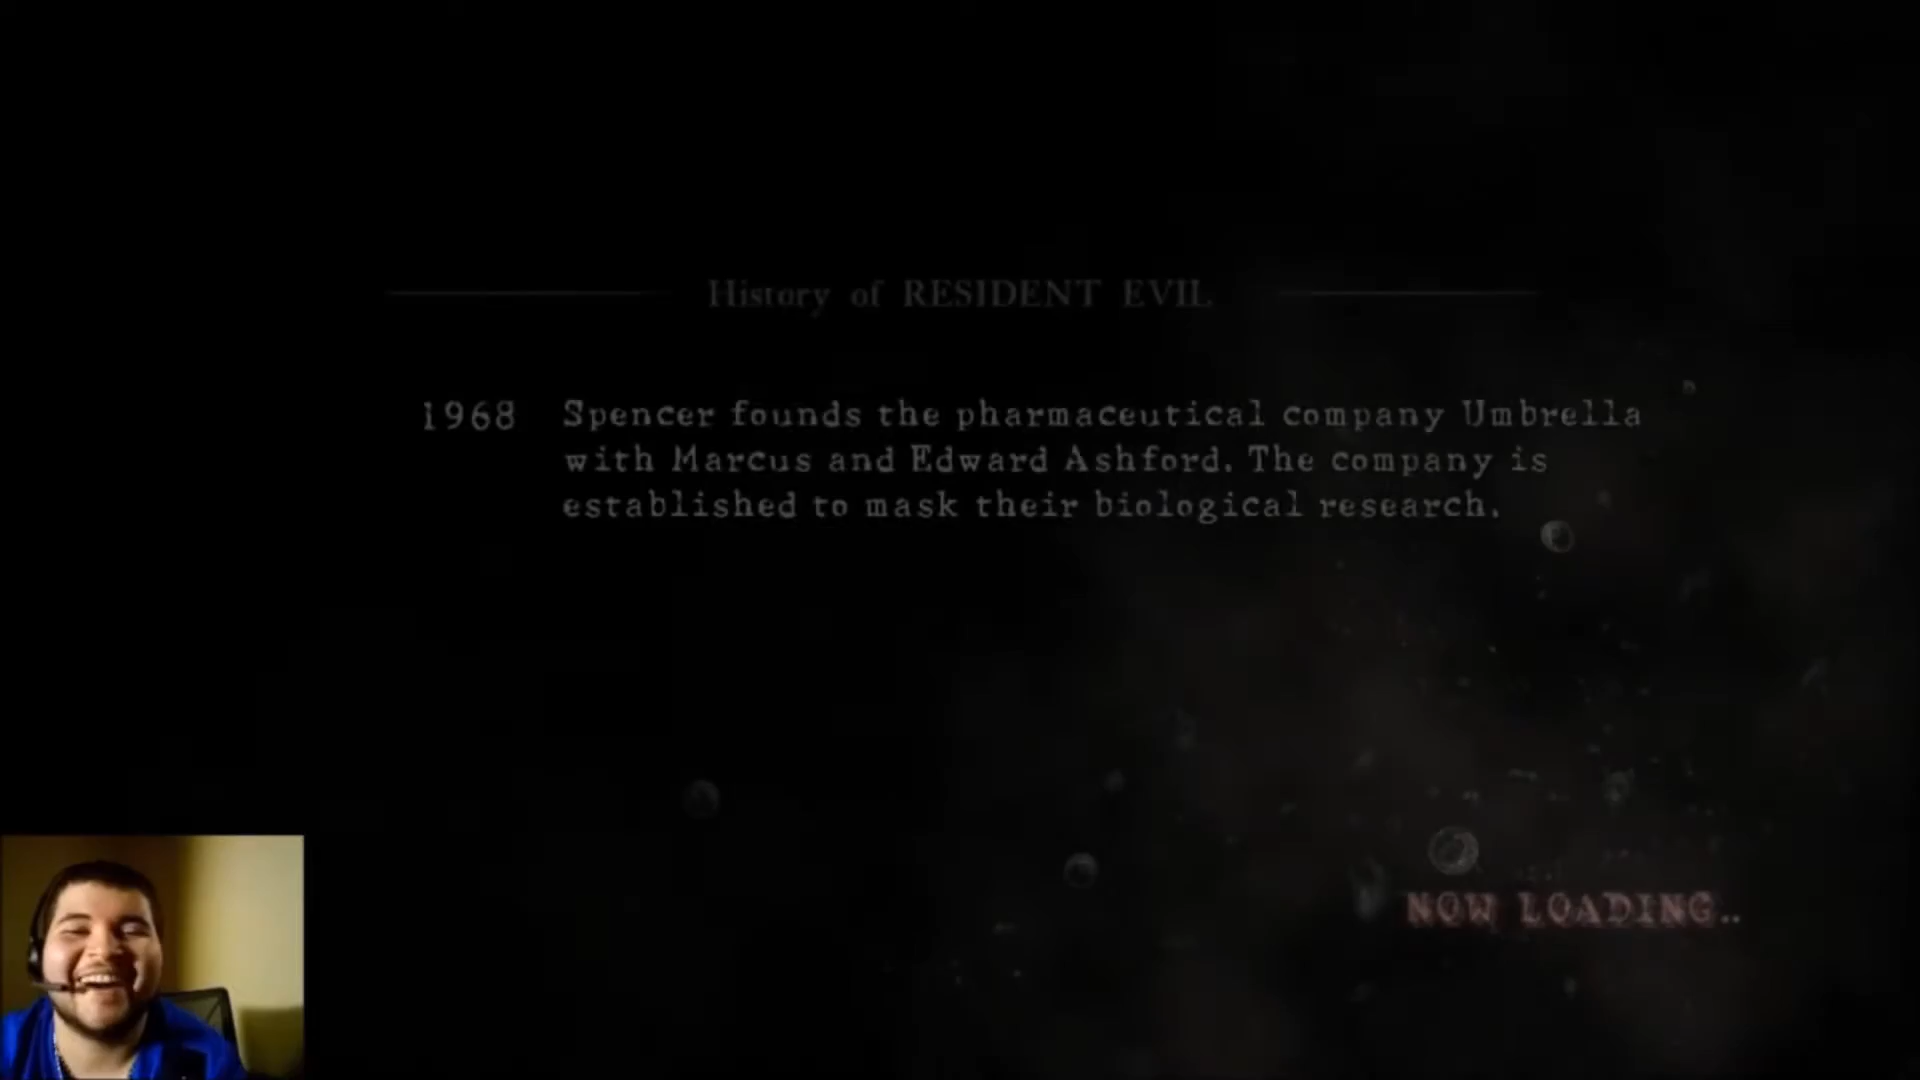 History of RESIDENT EVIL
1968 Spencer founds the pharmaceutical company Umbrella
with Marcus and Edward Ashford. The company is
established to mask their biological research.
NOW LOADING..